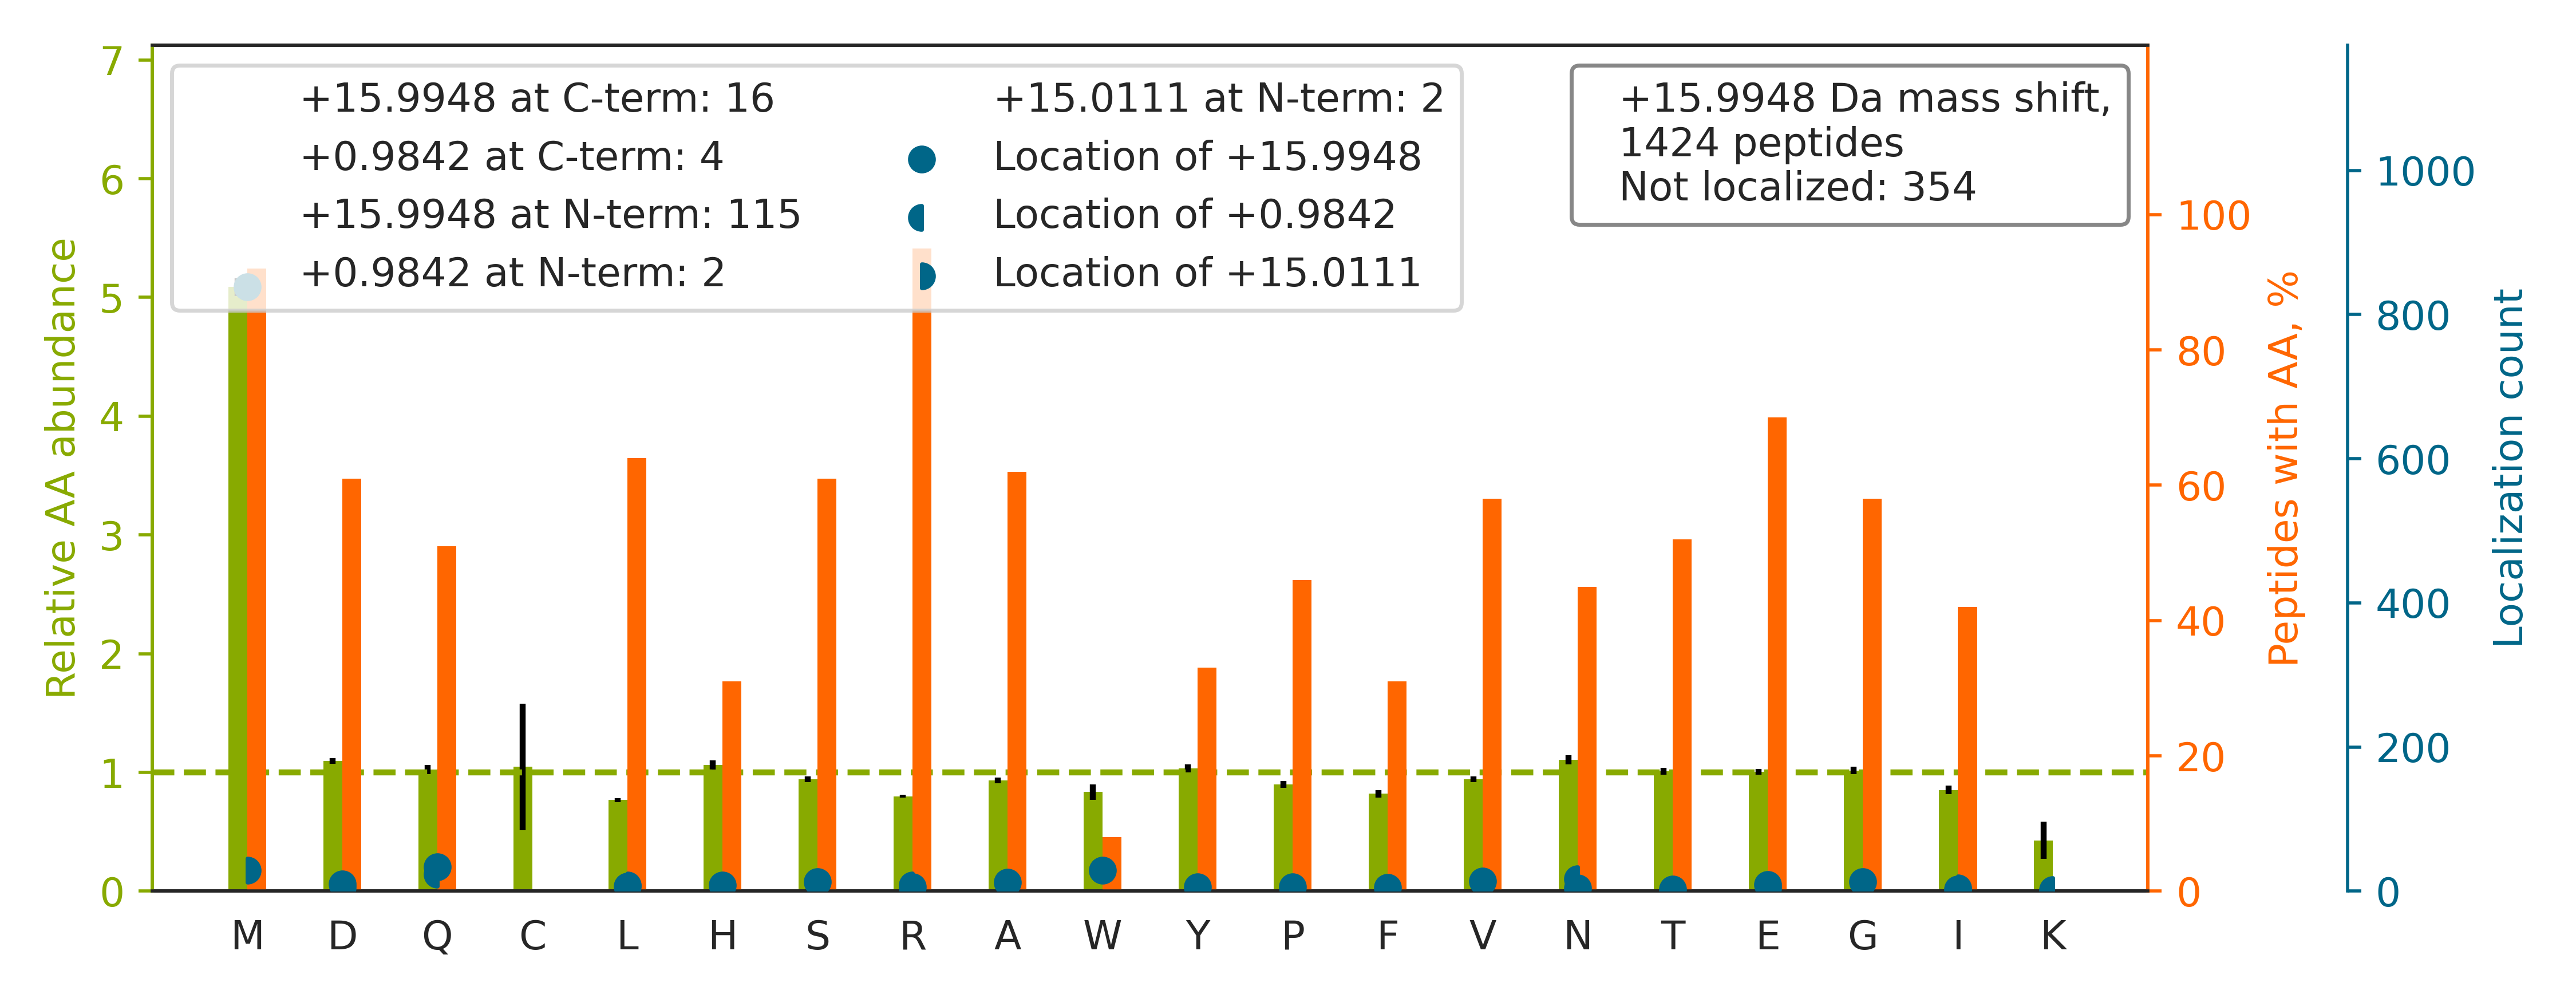 +15.9948 at C-term: 16
+0.9842 at C-term: 4
+15.9948 at N-term: 115
+0.9842 at N-term: 2
+15.0111 at N-term: 2
Location of +15.9948
Location of +0.9842
Location of +15.0111
+15.9948 Da mass shift,
1424 peptides
Not localized: 354
Relative AA abundance
7
6
5
4
3
2
1
0
M D Q C L H S R A W Y P F V N T E G I K
100
80
60
40
20
0
Peptides with AA, %
1000
800
600
400
200
0
Localization count